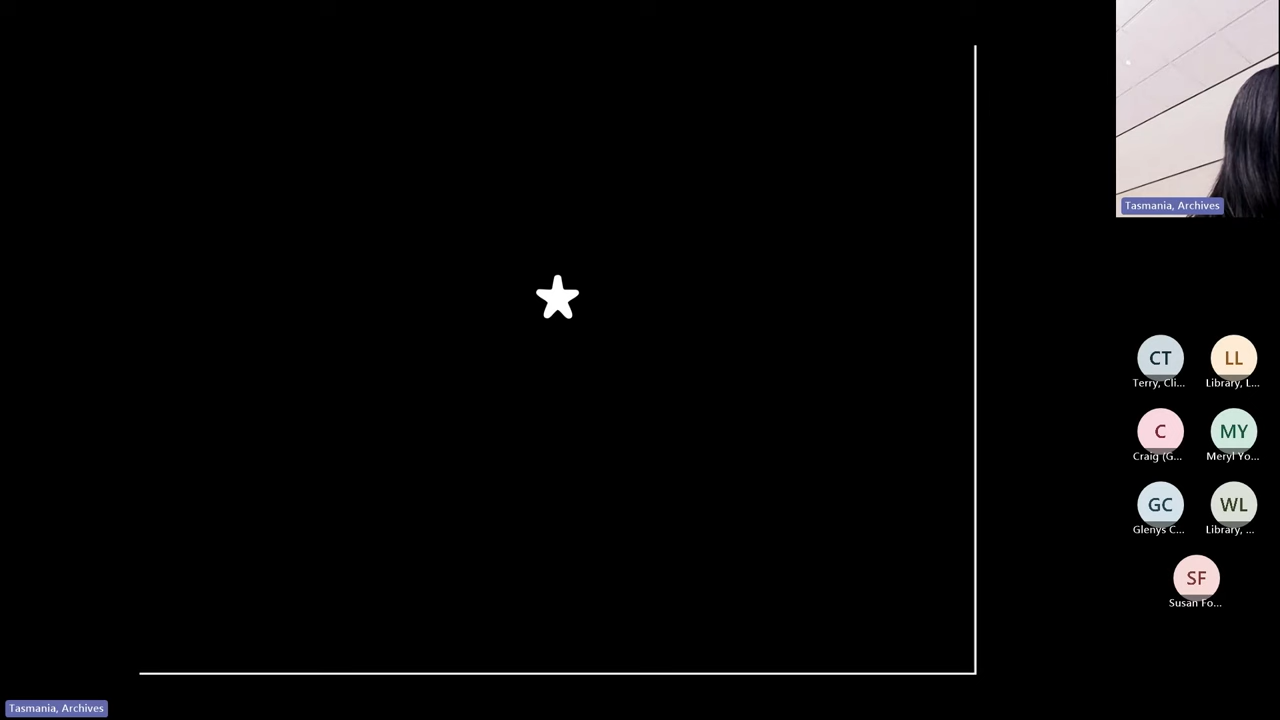 Tasmania, Archives
CT
LL
Terry, Cli...
Library, L...
C
MY
Craig (G...
Meryl Yo...
GC
WL
Glenys C...
Library, ...
SF
Susan Fo...
Tasmania, Archives